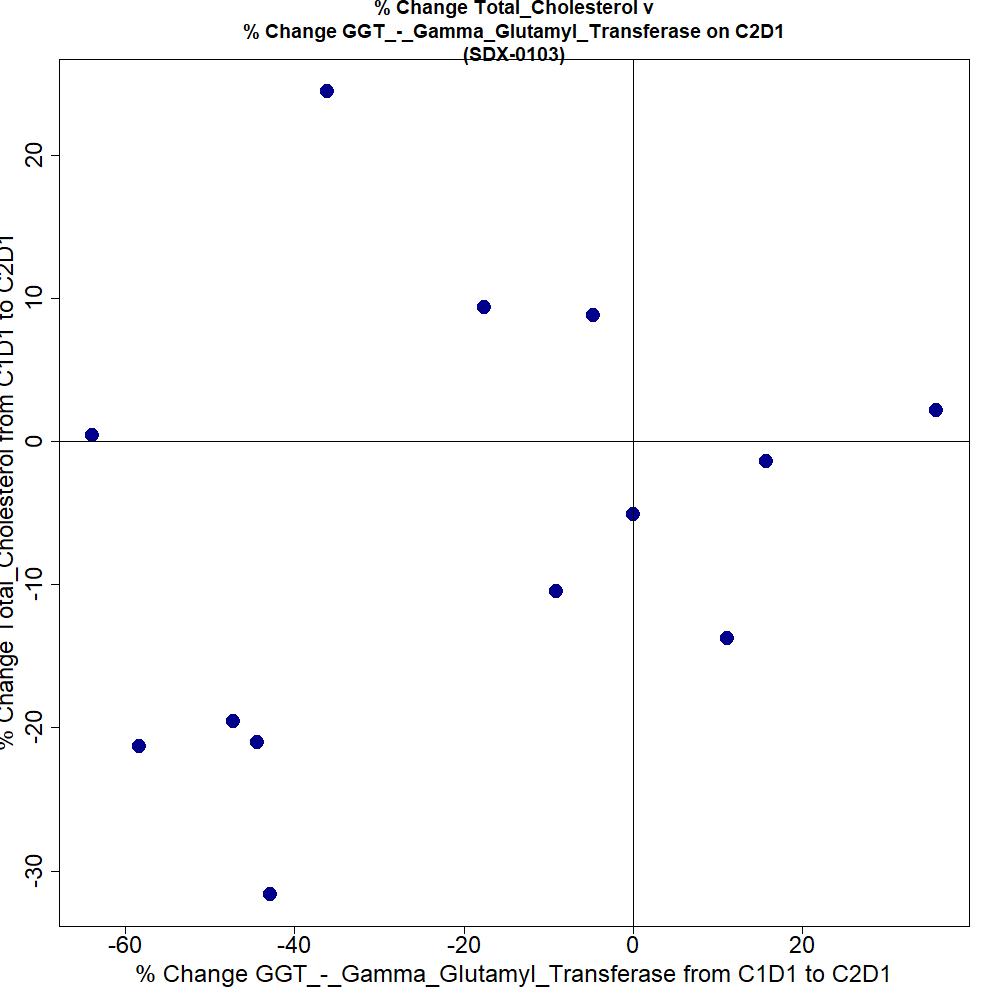 % Change Total_Cholesterol v
% Change GGT_-_Gamma_Glutamyl_Transferase on C2D1
(SDX-0103)
% Change Total_Cholesterol from C1D1 to C2D1
20
10
0
-10
-20
-30
-60
-40
-20
0
20
% Change GGT_-_Gamma_Glutamyl_Transferase from C1D1 to C2D1